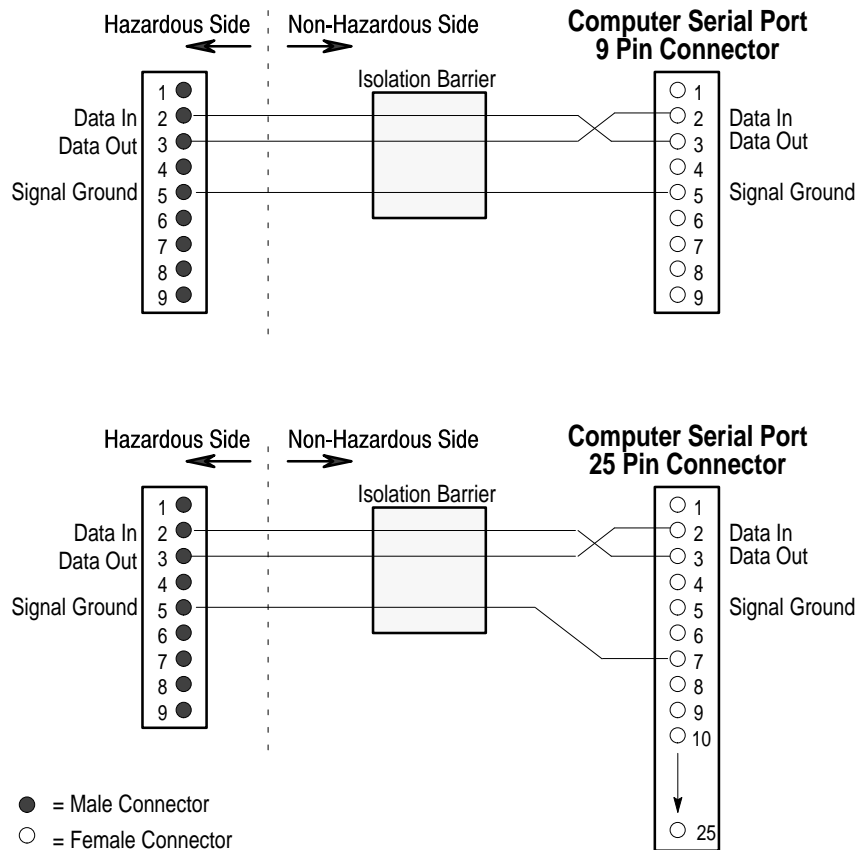 Hazardous Side
Non-Hazardous Side
Computer Serial Port
9 Pin Connector
Isolation Barrier
1
2
3
4
5
6
7
8
9
Data In
Data Out
Signal Ground
1
2
3
4
5
6
7
8
9
Data In
Data Out
Signal Ground
Hazardous Side
Non-Hazardous Side
Computer Serial Port
25 Pin Connector
Isolation Barrier
1
2
3
4
5
6
7
8
9
Data In
Data Out
Signal Ground
1
2
3
4
5
6
7
8
9
10
25
Data In
Data Out
Signal Ground
= Male Connector
= Female Connector